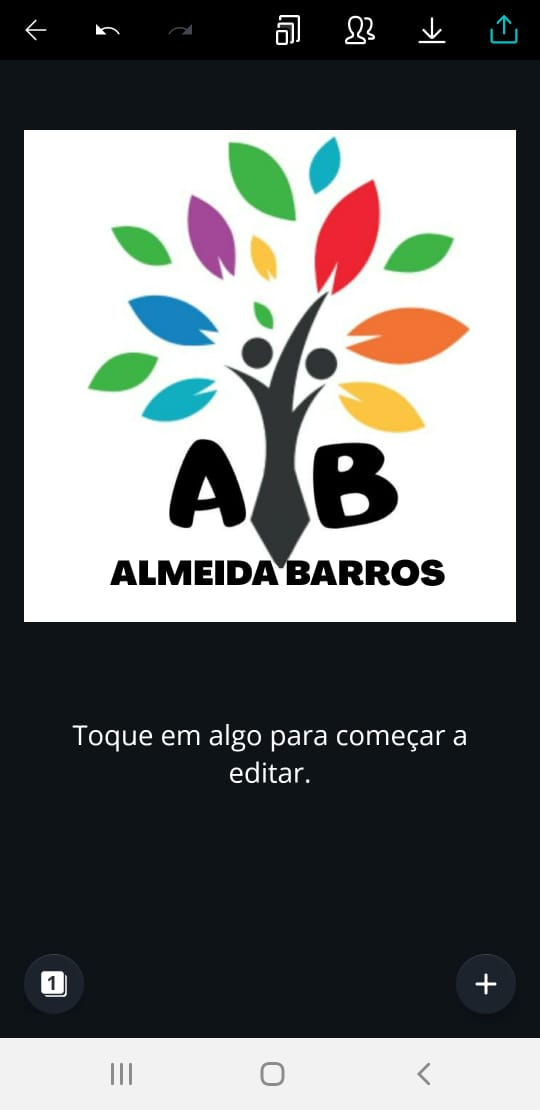 A B
ALMEIDA BARROS
Toque em algo para começar a
editar.
1